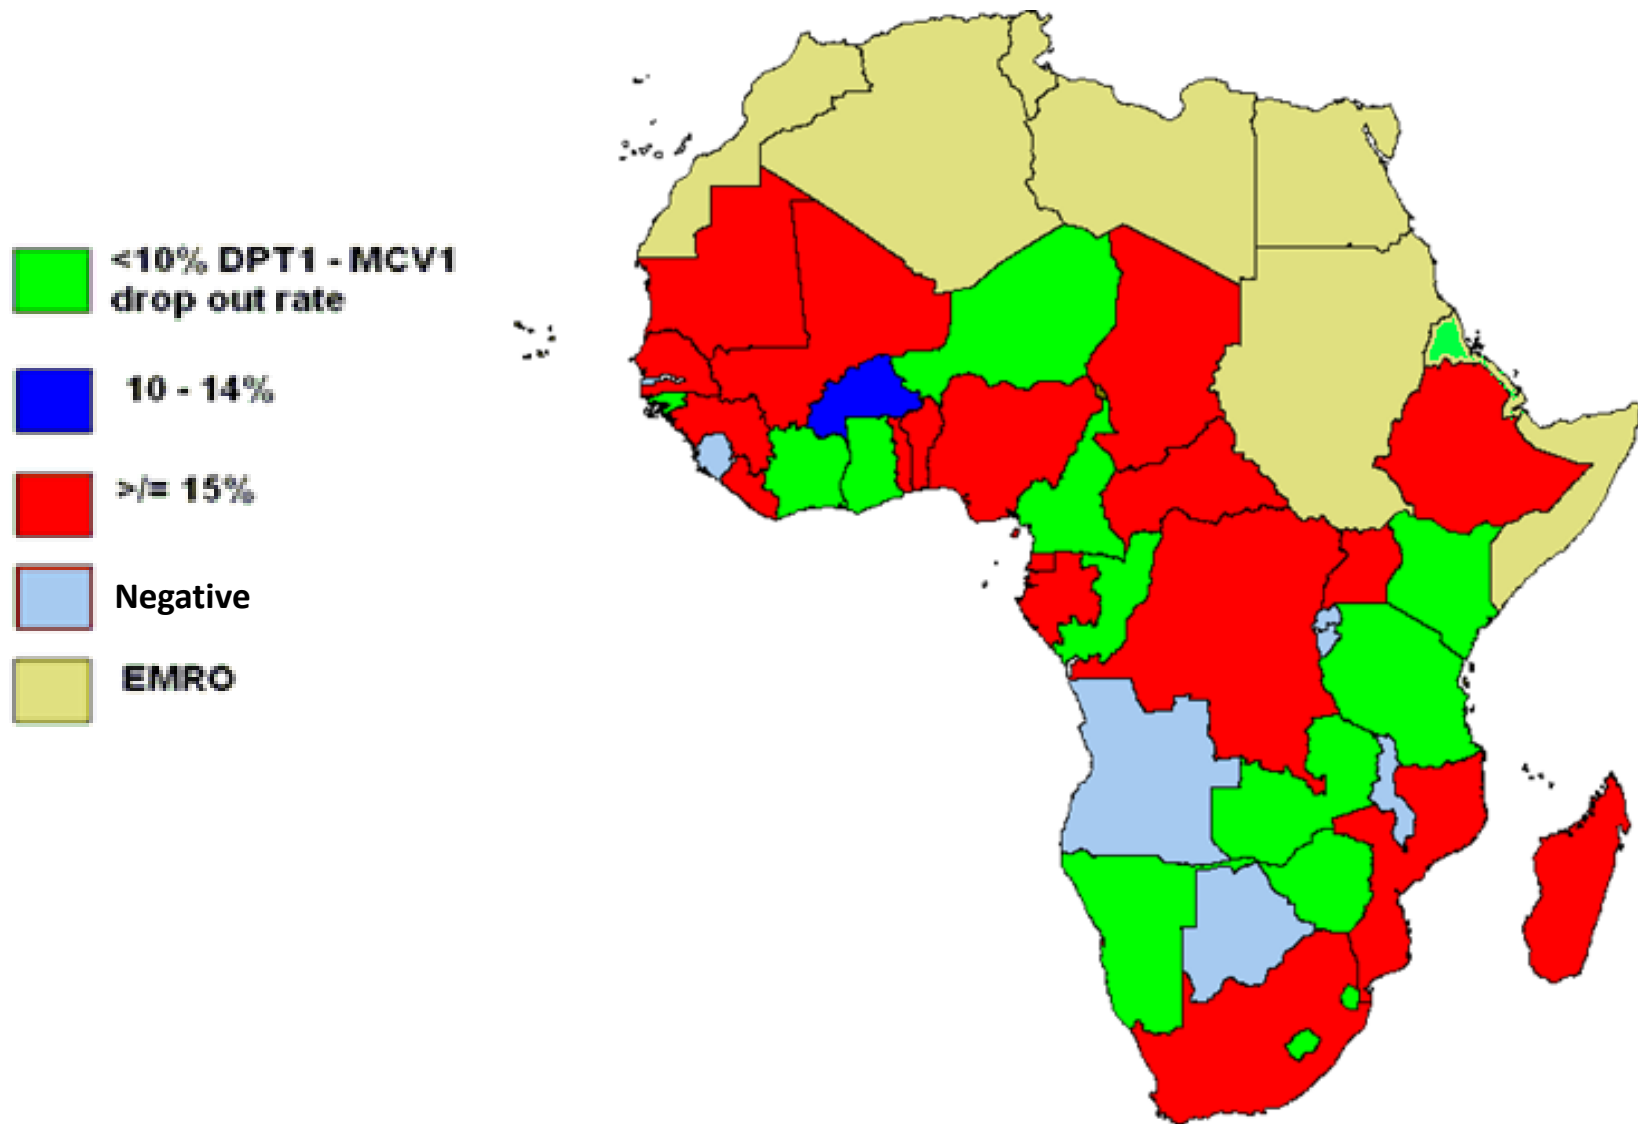 <10% DPT1 - MCV1
drop out rate
10 - 14%
>/= 15%
Negative
EMRO